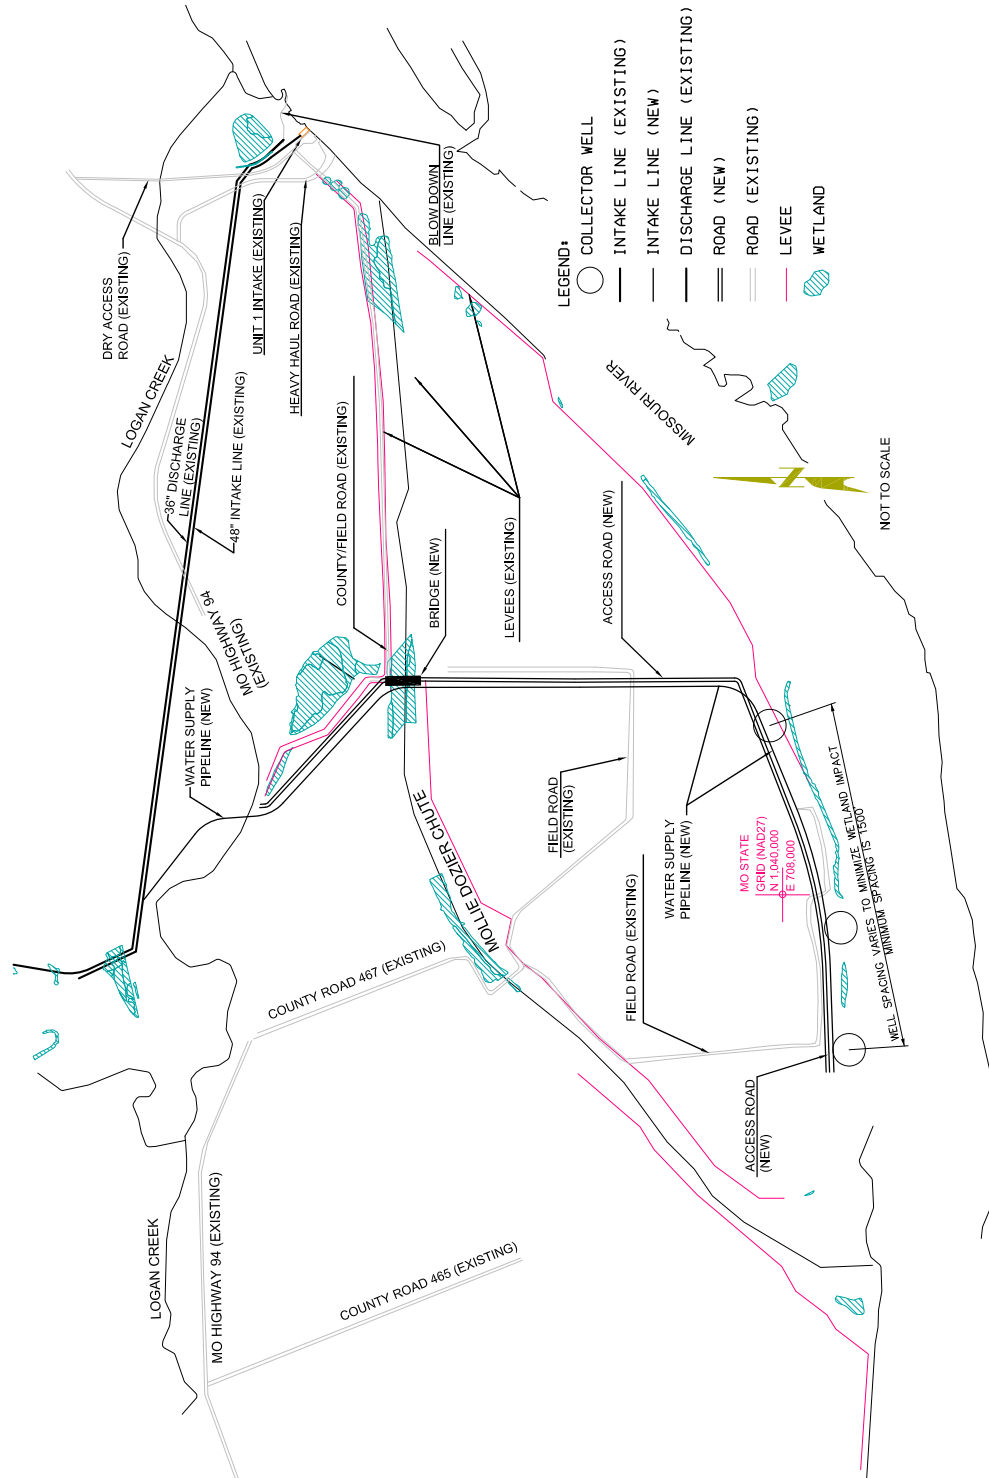 DRY ACCESS
ROAD (EXISTING)
LOGAN CREEK
36" DISCHARGE
LINE (EXISTING)
48" INTAKE LINE (EXISTING)
UNIT 1 INTAKE (EXISTING)
HEAVY HAUL ROAD (EXISTING)
BLOW DOWN
LINE (EXISTING)
COUNTY/FIELD ROAD (EXISTING)
BRIDGE (NEW)
LEVEES (EXISTING)
ACCESS ROAD (NEW)
MISSOURI RIVER
LEGEND:
COLLECTOR WELL
INTAKE LINE (EXISTING)
INTAKE LINE (NEW)
DISCHARGE LINE (EXISTING)
ROAD (NEW)
ROAD (EXISTING)
LEVEE
WETLAND
N
NOT TO SCALE
MO HIGHWAY 94
(EXISTING)
WATER SUPPLY
PIPELINE (NEW)
MOLLIE DOZIER CHUTE
FIELD ROAD
(EXISTING)
WATER SUPPLY
PIPELINE (NEW)
FIELD ROAD (EXISTING)
MO STATE
GRID (NAD27)
N 1,040,000
E 708,000
WELL SPACING VARIES TO MINIMIZE WETLAND IMPACT
MINIMUM SPACING IS 1500
ACCESS ROAD
(NEW)
COUNTY ROAD 467 (EXISTING)
COUNTY ROAD 465 (EXISTING)
MO HIGHWAY 94 (EXISTING)
LOGAN CREEK